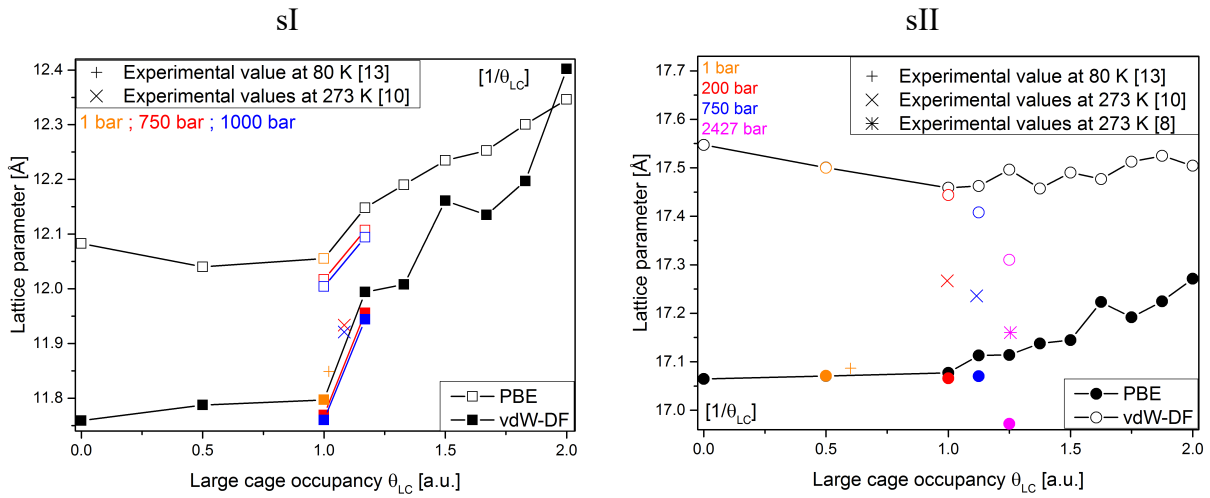 sI
12.4
12.3
12.2
12.1
12.0
11.9
11.8
Lattice parameter [Å]
Experimental value at 80 K [13]
Experimental values at 273 K [10]
1 bar ; 750 bar ; 1000 bar
[1/θLC]
PBE
vdW-DF
0.0 0.5 1.0 1.5 2.0
Large cage occupancy θLC [a.u.]
sII
17.7
17.6
17.5
17.4
17.3
17.2
17.1
17.0
Lattice parameter [Å]
1 bar
200 bar
750 bar
2427 bar
Experimental value at 80 K [13]
Experimental values at 273 K [10]
Experimental values at 273 K [8]
[1/θLC]
PBE
vdW-DF
0.0 0.5 1.0 1.5 2.0
Large cage occupancy θLC [a.u.]